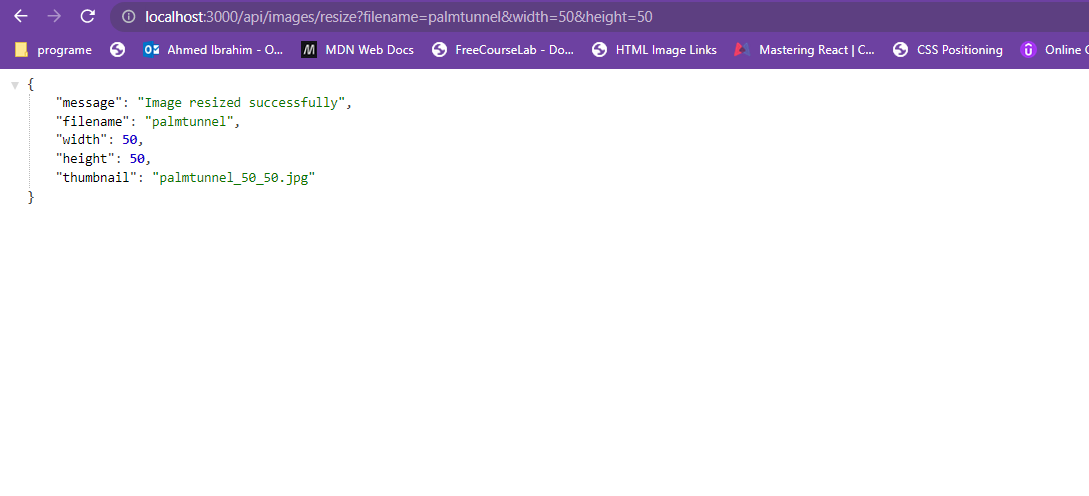 localhost:3000/api/images/resize?filename=palmtunnel&width=50&height=50
programe Ahmed Ibrahim - O... MDN Web Docs FreeCourseLab - Do... HTML Image Links Mastering React | C... CSS Positioning Online C
{
"message": "Image resized successfully",
"filename": "palmtunnel",
"width": 50,
"height": 50,
"thumbnail": "palmtunnel_50_50.jpg"
}